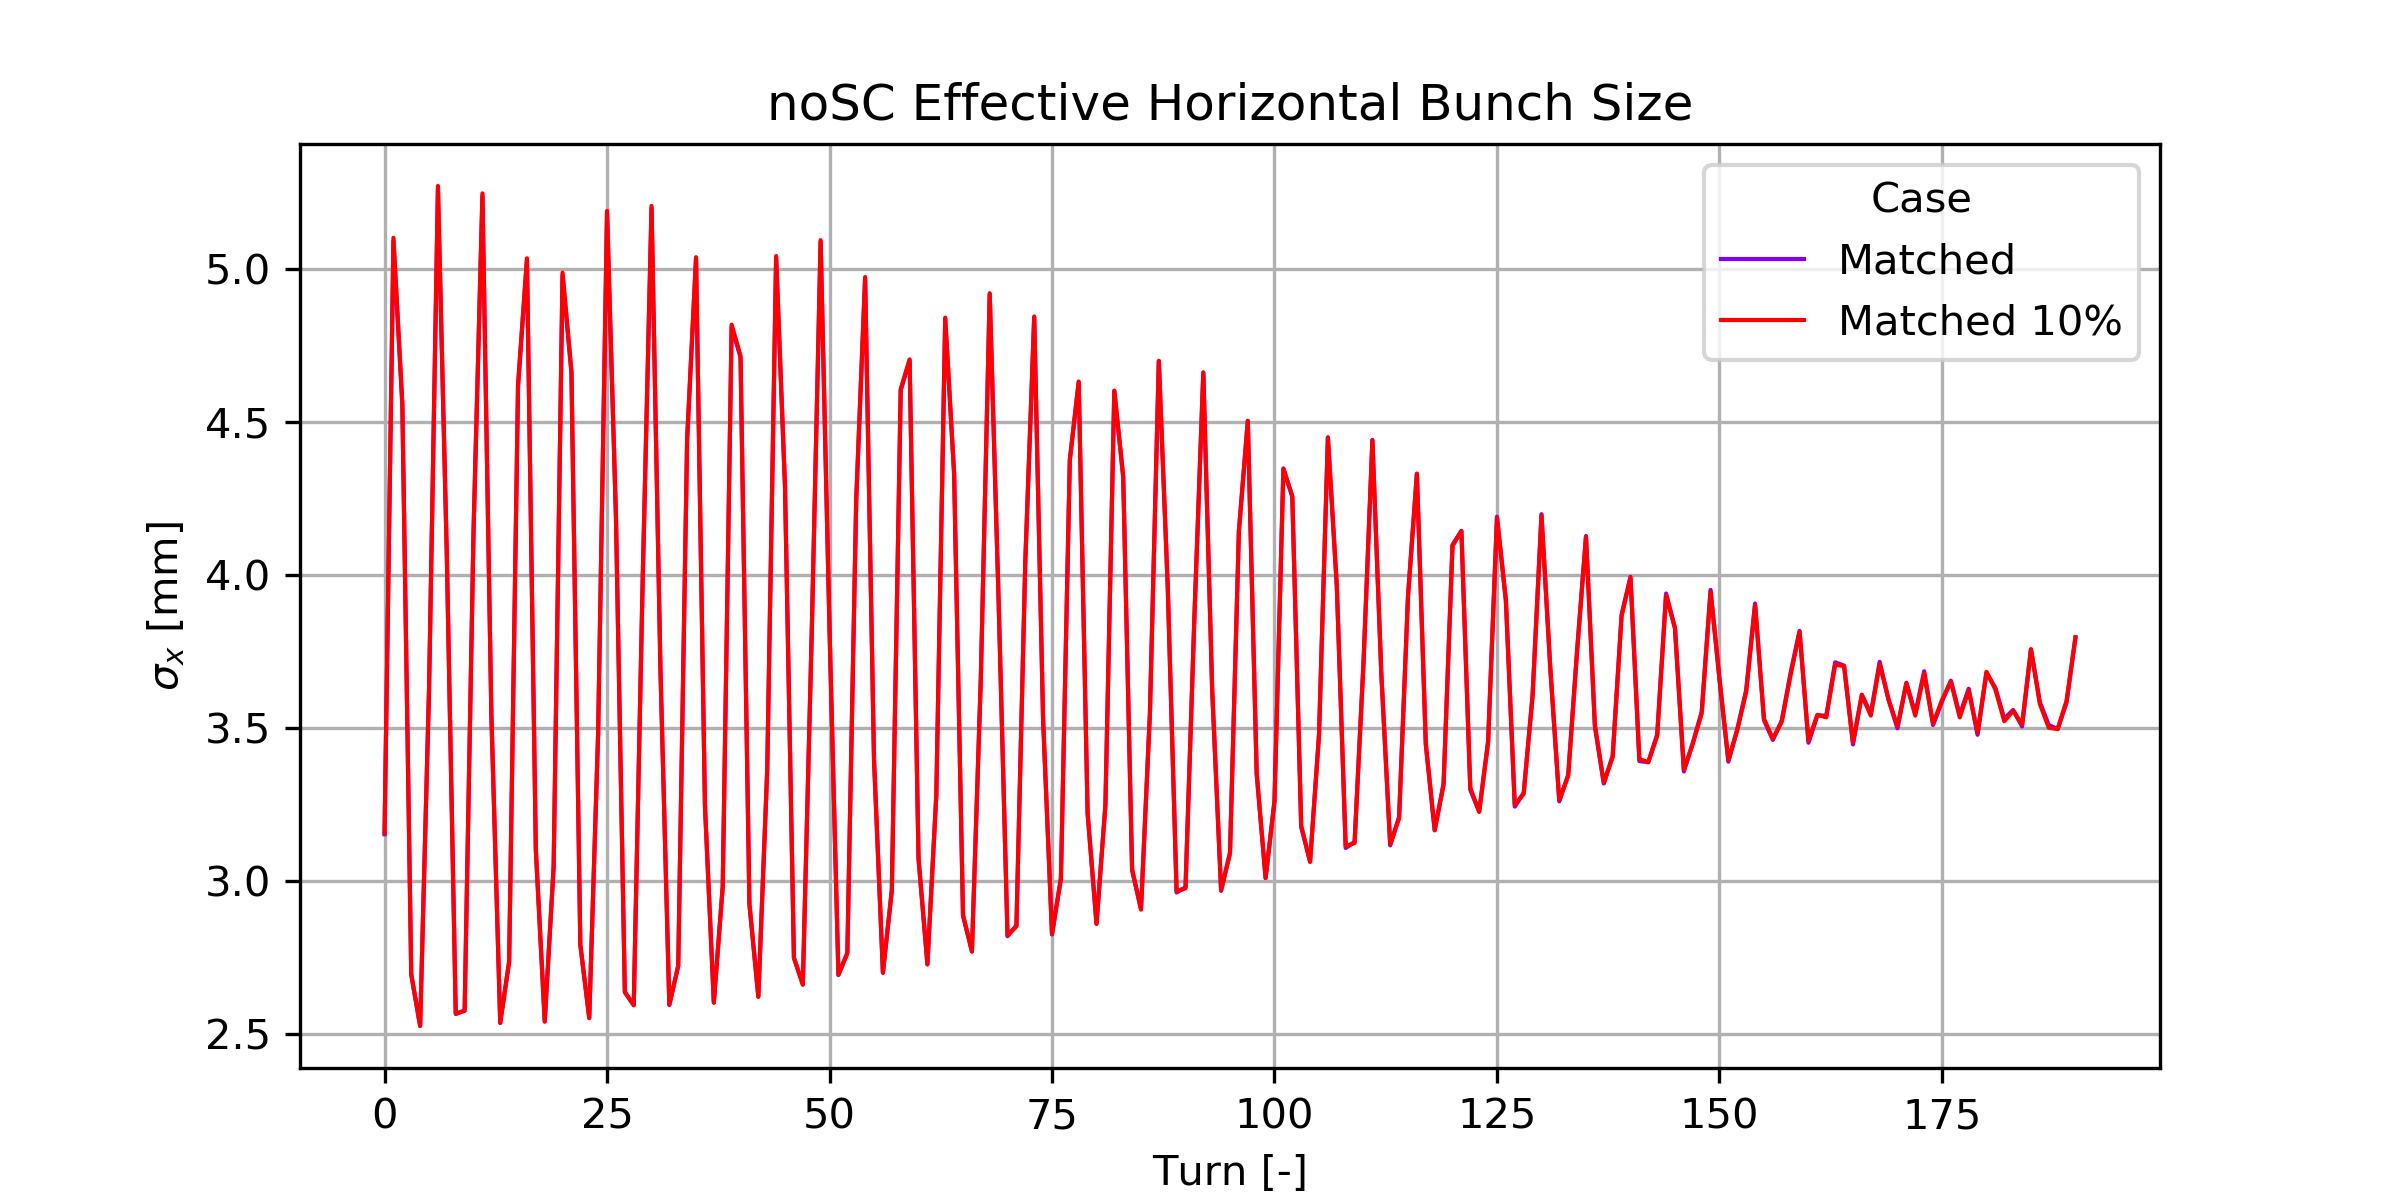 noSC Effective Horizontal Bunch Size
Case
Matched
Matched 10%
σx [mm]
5.0
4.5
4.0
3.5
3.0
2.5
0 25 50 75 100 125 150 175
Turn [-]